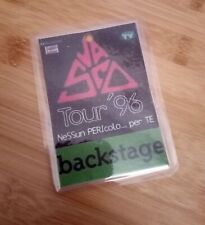 VASCO
Tour '96
NeSSun PERIcolo... per TE
backstage